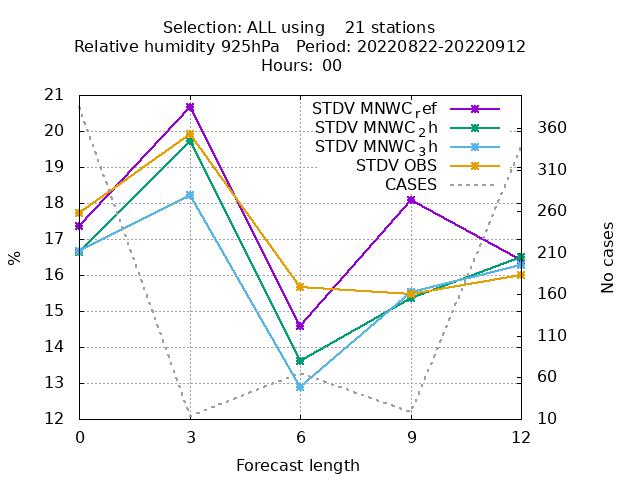 Selection: ALL using    21 stations
Relative humidity 925hPa   Period: 20220822-20220912
Hours: 00
STDV MNWC_ref
STDV MNWC_2h
STDV MNWC_3h
STDV OBS
CASES
21
20
19
18
17
16
15
14
13
12
%
360
310
260
210
160
110
60
10
No cases
0 3 6 9 12
Forecast length